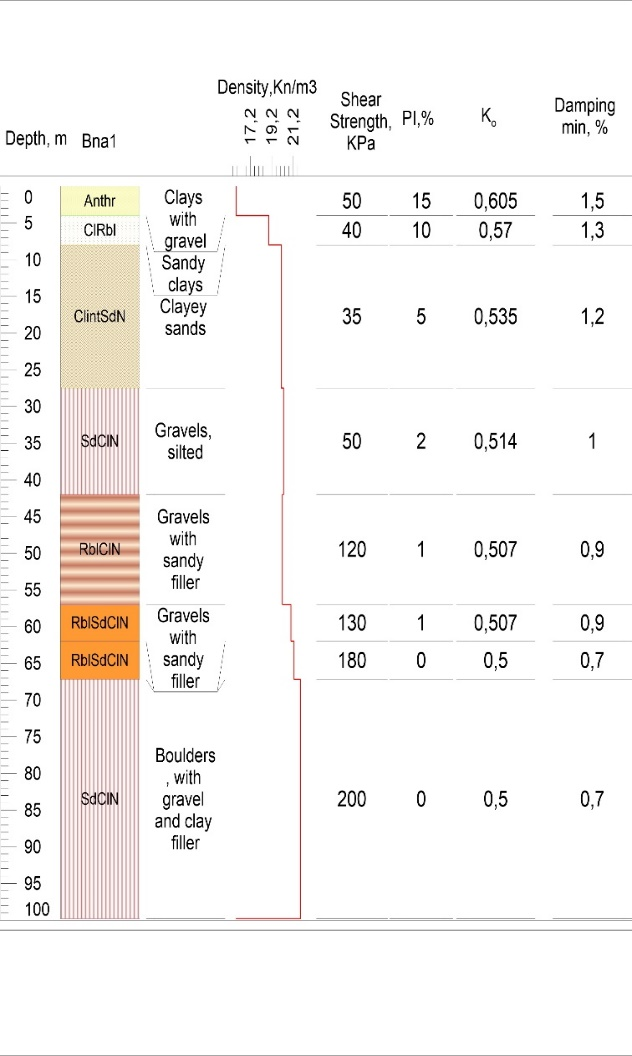 Density,Kn/m3
Depth, m Bna1 17,2 19,2 21,2 Shear Strength, KPa PI,% Ko Damping min, %
0 Anthr Clays with gravel 50 15 0,605 1,5
5 ClRbl Sandy clays 40 10 0,57 1,3
10
15 ClintSdN Clayey sands 35 5 0,535 1,2
20
25
30
35 SdClN Gravels, silted 50 2 0,514 1
40
45
50 RblClN Gravels with sandy filler 120 1 0,507 0,9
55
60 RblSdClN Gravels with sandy filler 130 1 0,507 0,9
65 RblSdClN 180 0 0,5 0,7
70
75
80 SdClN Boulders , with gravel and clay filler 200 0 0,5 0,7
85
90
95
100